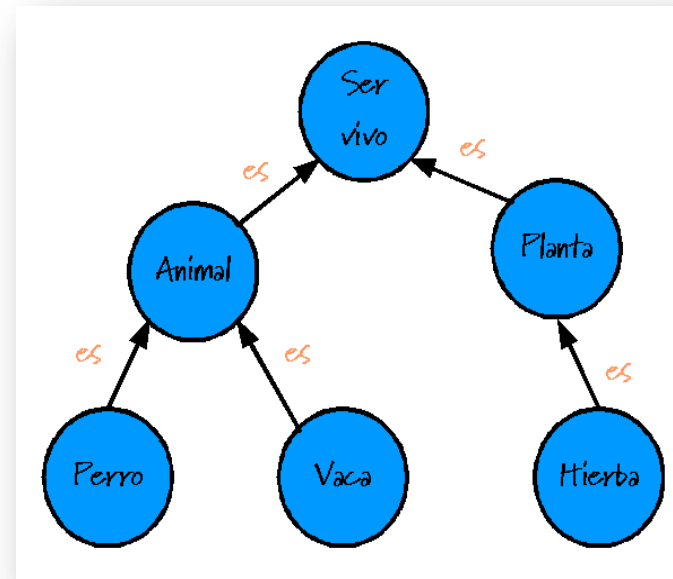 Ser
vivo
es
es
Animal
Planta
es
es
es
Perro
Vaca
Hierba